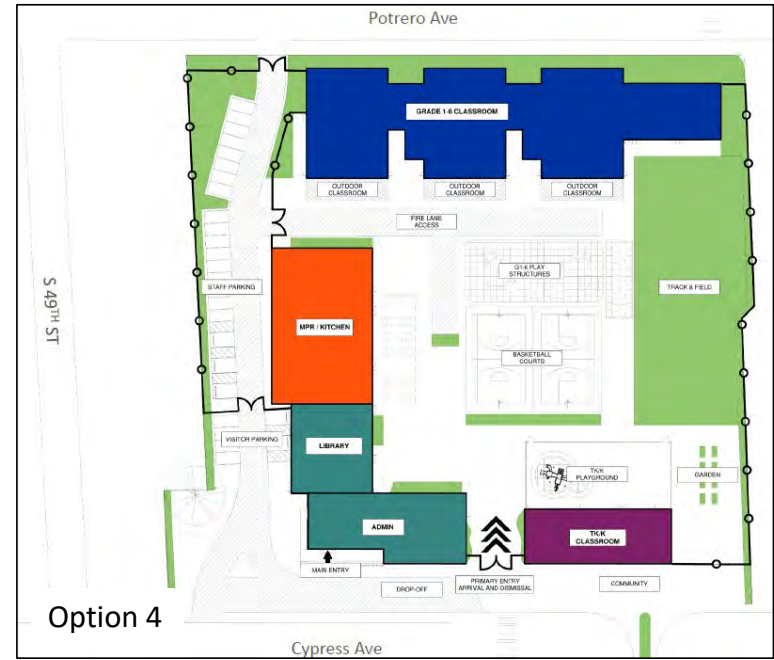 Potrero Ave
GRADE 1-6 CLASSROOM
OUTDOOR
CLASSROOM
OUTDOOR
CLASSROOM
OUTDOOR
CLASSROOM
FIRE LANE
ACCESS
G1-6 PLAY
STRUCTURES
STAFF PARKING
TRACK & FIELD
S 49TH ST
MPR / KITCHEN
BASKETBALL
COURTS
VISITOR PARKING
LIBRARY
TK/K
PLAYGROUND
GARDEN
ADMIN
TK/K
CLASSROOM
MAIN ENTRY
DROP-OFF
PRIMARY ENTRY
ARRIVAL AND DISMISSAL
COMMUNITY
Option 4
Cypress Ave